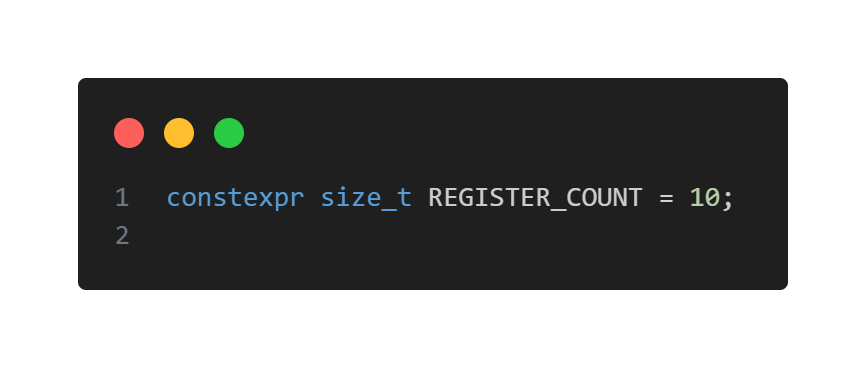 1 constexpr size_t REGISTER_COUNT = 10;
2